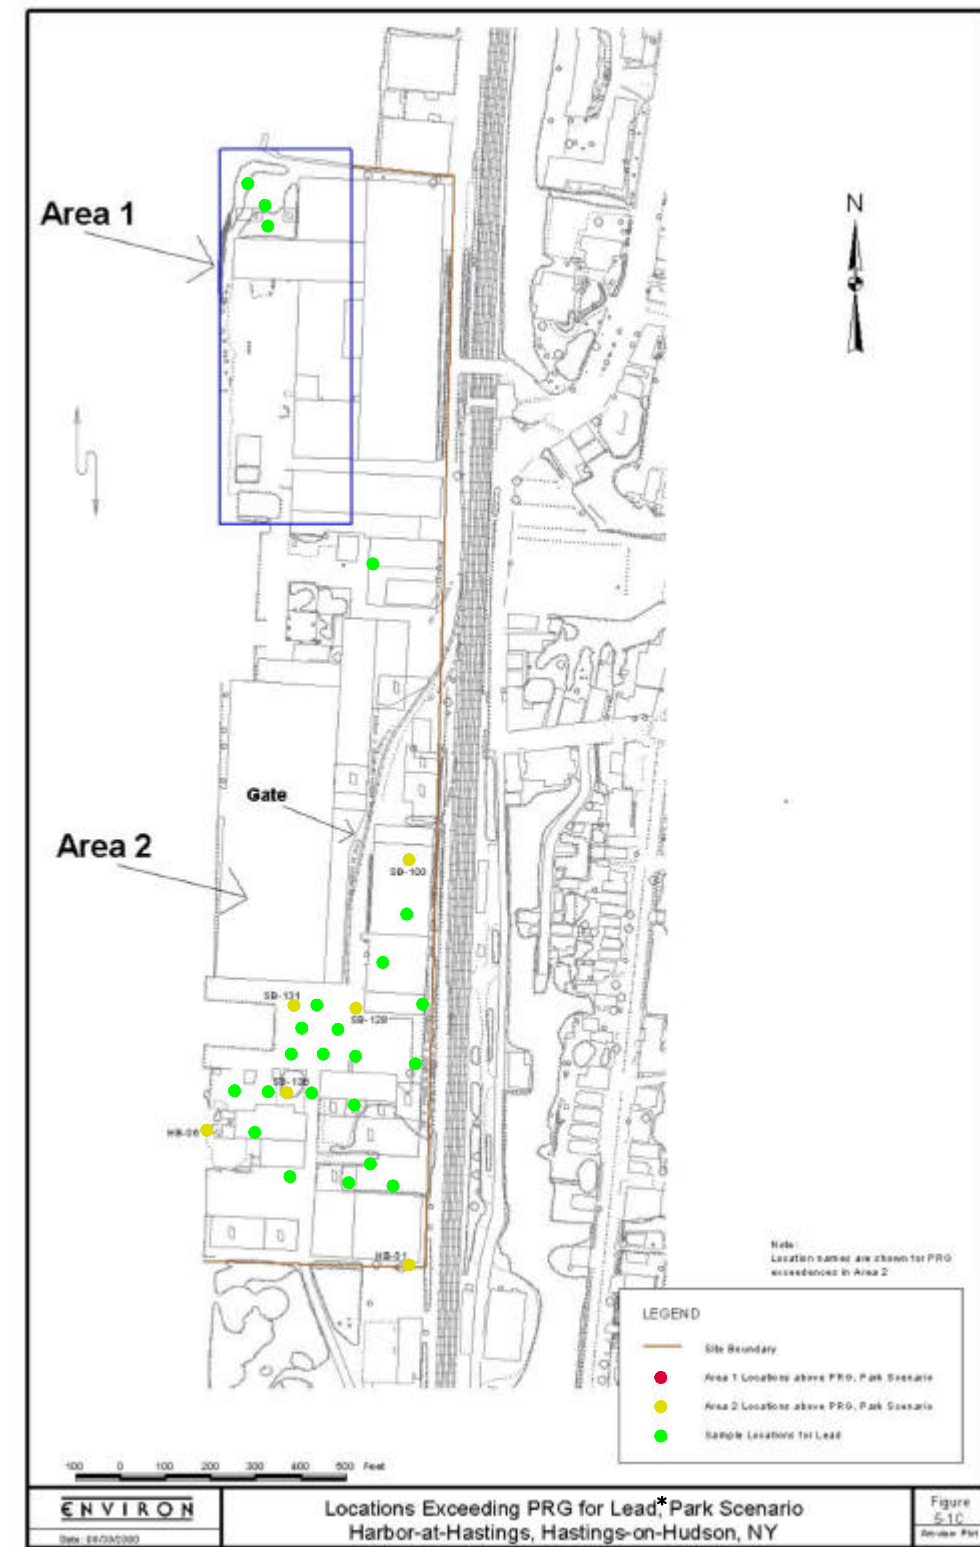 Area 1
N
Gate
Area 2
SB-100
SB-131
SB-128
SB-136
HB-06
HB-01
Note:
Location names are shown for PRG
exceedences in Area 2
LEGEND
Site Boundary
Area 1 Locations above PRG, Park Scenario
Area 2 Locations above PRG, Park Scenario
Sample Locations for Lead
100 0 100 200 300 400 500 Feet
ENVIRON
Date:
Locations Exceeding PRG for Lead,* Park Scenario
Harbor-at-Hastings, Hastings-on-Hudson, NY
Figure
5-1C